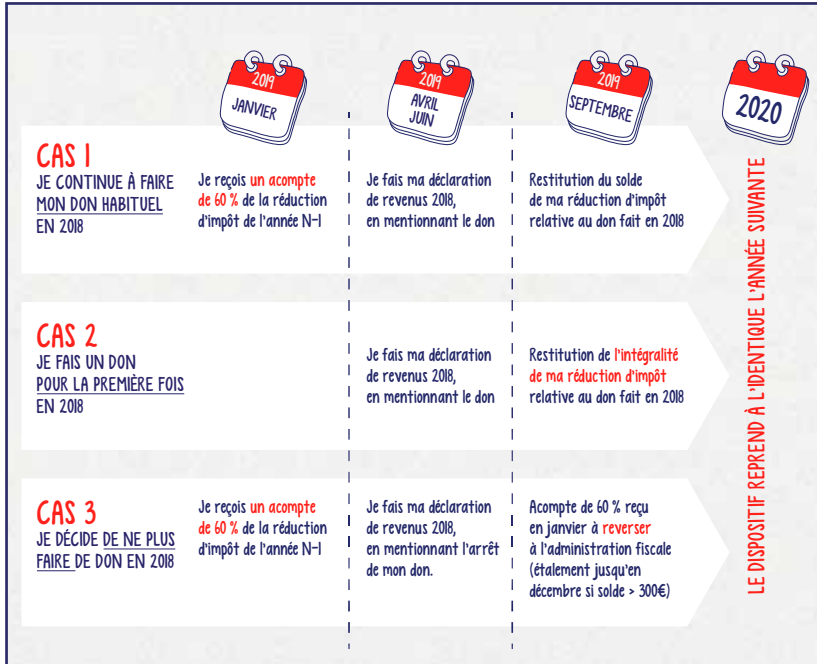 2019
JANVIER
2019
AVRIL
JUIN
2019
SEPTEMBRE
2020
CAS 1
JE CONTINUE À FAIRE
MON DON HABITUEL
EN 2018
Je reçois un acompte
de 60 % de la réduction
d'impôt de l'année N-1
Je fais ma déclaration
de revenus 2018,
en mentionnant le don
Restitution du solde
de ma réduction d'impôt
relative au don fait en 2018
CAS 2
JE FAIS UN DON
POUR LA PREMIÈRE FOIS
EN 2018
Je fais ma déclaration
de revenus 2018,
en mentionnant le don
Restitution de l'intégralité
de ma réduction d'impôt
relative au don fait en 2018
CAS 3
JE DÉCIDE DE NE PLUS
FAIRE DE DON EN 2018
Je reçois un acompte
de 60 % de la réduction
d'impôt de l'année N-1
Je fais ma déclaration
de revenus 2018,
en mentionnant l'arrêt
de mon don.
Acompte de 60 % reçu
en janvier à reverser
à l'administration fiscale
(étalement jusqu'en
décembre si solde > 300€)
LE DISPOSITIF REPREND À L'IDENTIQUE L'ANNÉE SUIVANTE